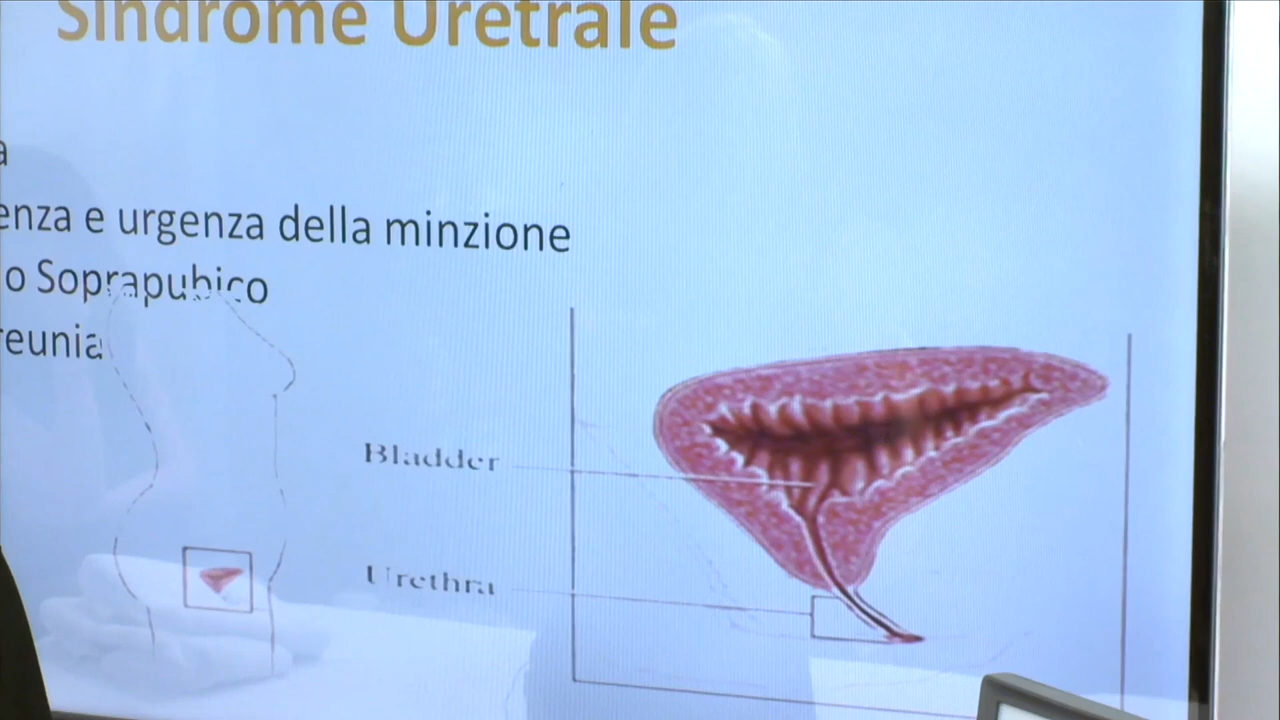 Sindrome Uretrale
a
enza e urgenza della minzione
o Soprapubico
reunia
Bladder
Urethra